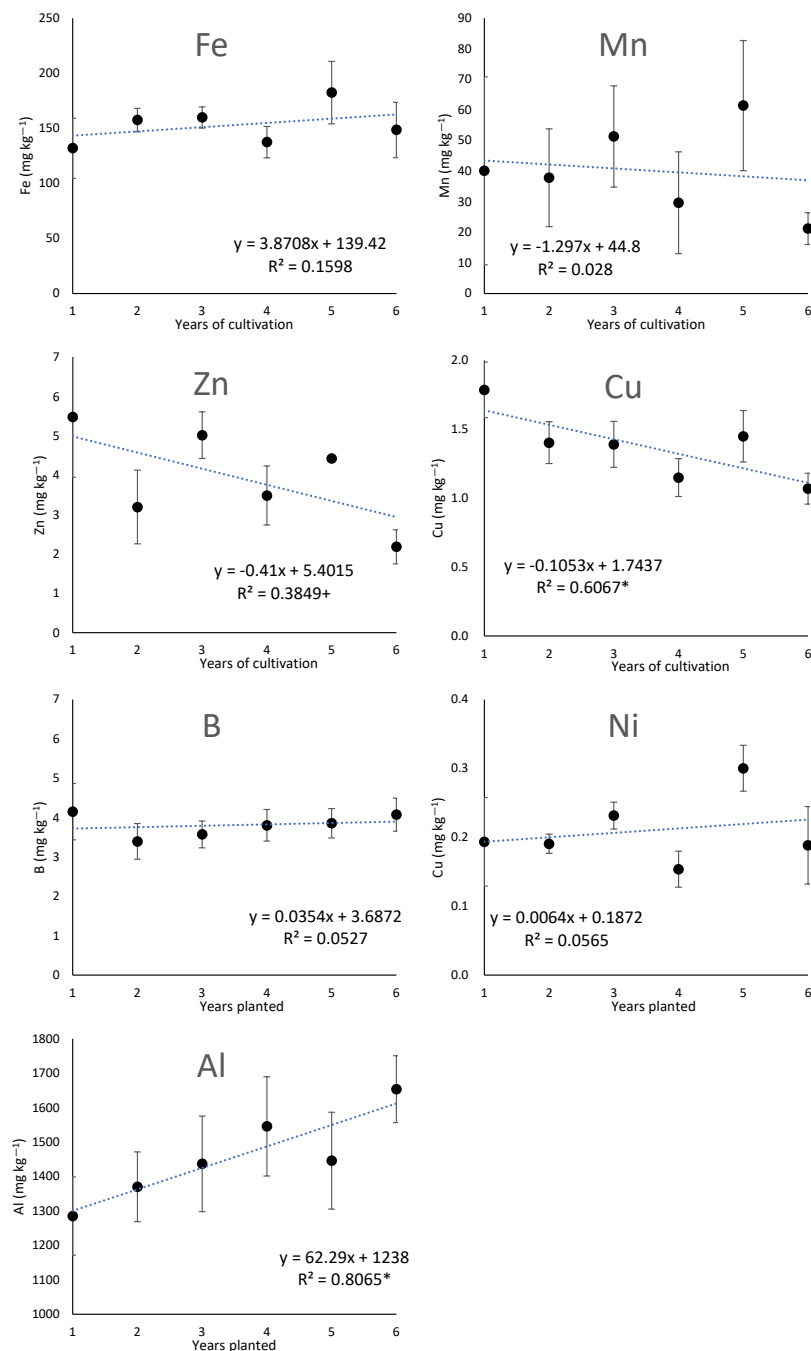 Fe
Fe (mg kg−1)
250
200
150
100
50
0
y = 3.8708x + 139.42
R² = 0.1598
1 2 3 4 5 6
Years of cultivation
Mn
Mn (mg kg−1)
90
80
70
60
50
40
30
20
10
0
y = -1.297x + 44.8
R² = 0.028
1 2 3 4 5 6
Years of cultivation
Zn
Zn (mg kg−1)
7
6
5
4
3
2
1
0
y = -0.41x + 5.4015
R² = 0.3849+
1 2 3 4 5 6
Years of cultivation
Cu
Cu (mg kg−1)
2.0
1.5
1.0
0.5
0.0
y = -0.1053x + 1.7437
R² = 0.6067*
1 2 3 4 5 6
Years of cultivation
B
B (mg kg−1)
7
6
5
4
3
2
1
0
y = 0.0354x + 3.6872
R² = 0.0527
1 2 3 4 5 6
Years planted
Ni
Cu (mg kg−1)
0.4
0.3
0.2
0.1
0.0
y = 0.0064x + 0.1872
R² = 0.0565
1 2 3 4 5 6
Years planted
Al
Al (mg kg−1)
1800
1700
1600
1500
1400
1300
1200
1100
1000
y = 62.29x + 1238
R² = 0.8065*
1 2 3 4 5 6
Years planted